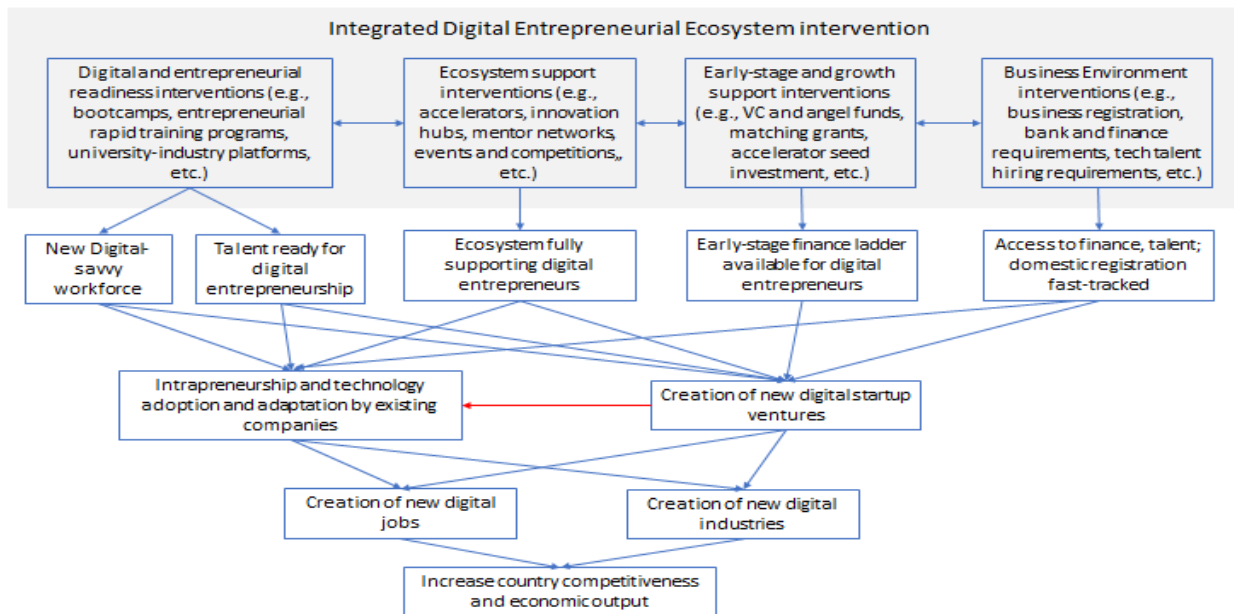 Integrated Digital Entrepreneurial Ecosystem intervention
Digital and entrepreneurial
readiness interventions (e.g.,
bootcamps, entrepreneurial
rapid training programs,
university-industry platforms,
etc.)
Ecosystem support
interventions (e.g.,
accelerators, innovation
hubs, mentor networks,
events and competitions,,
etc.)
Early-stage and growth
support interventions
(e.g., VC and angel funds,
matching grants,
accelerator seed
investment, etc.)
Business Environment
interventions (e.g.,
business registration,
bank and finance
requirements, tech talent
hiring requirements, etc.)
New Digital-
savvy
workforce
Talent ready for
digital
entrepreneurship
Ecosystem fully
supporting digital
entrepreneurs
Early-stage finance ladder
available for digital
entrepreneurs
Access to finance, talent;
domestic registration
fast-tracked
Intrapreneurship and technology
adoption and adaptation by existing
companies
Creation of new digital startup
ventures
Creation of new digital
jobs
Creation of new digital
industries
Increase country competitiveness
and economic output